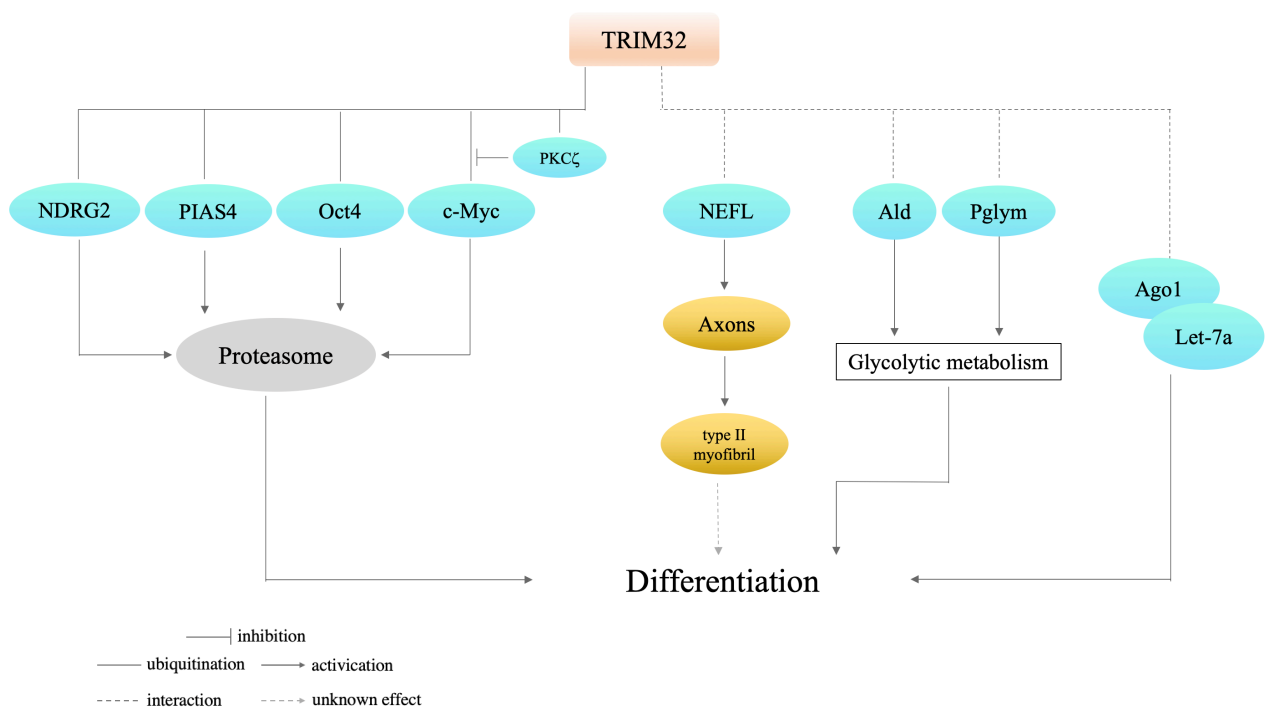 TRIM32
PKCζ
NDRG2
PIAS4
Oct4
c-Myc
NEFL
Ald
Pglym
Ago1
Let-7a
Axons
Proteasome
Glycolytic metabolism
type II
myofibril
Differentiation
inhibition
ubiquitination
activication
interaction
unknown effect